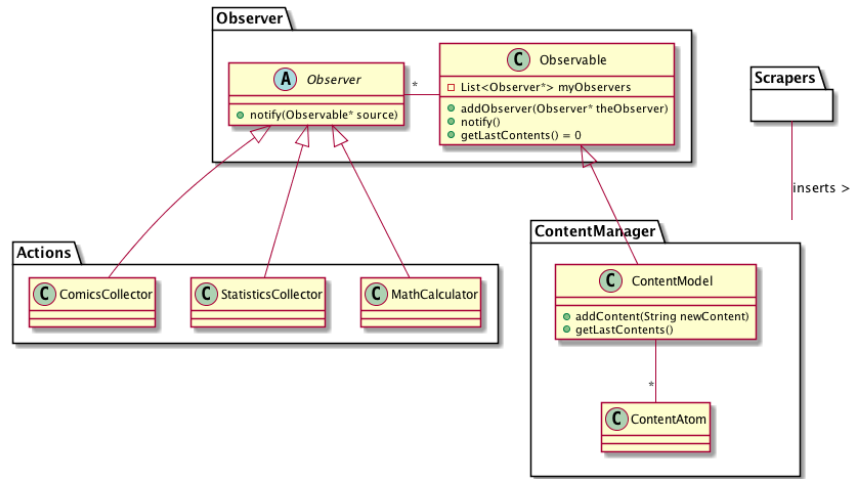 Observer
A Observer
notify(Observable* source)
*
C Observable
List<Observer*> myObservers
addObserver(Observer* theObserver)
notify()
getLastContents() = 0
Scrapers
inserts >
Actions
C ComicsCollector
C StatisticsCollector
C MathCalculator
ContentManager
C ContentModel
addContent(String newContent)
getLastContents()
*
C ContentAtom